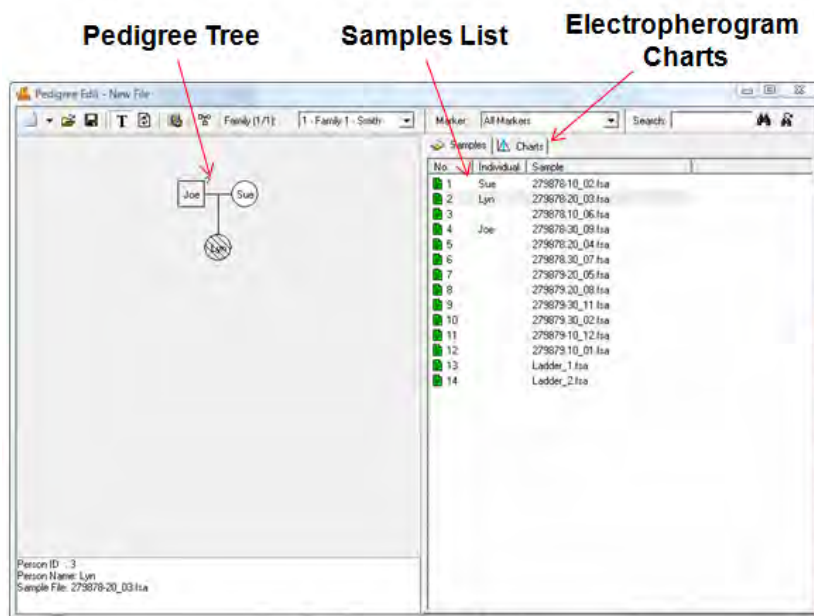 Pedigree Tree
Samples List
Electropherogram
Charts
Pedigree Edit - New File
T
Family (1/1):
1 - Family 1 - Smith
Marker:
All Markers
Search:
Samples
Charts
No.
Individual
Sample
1 Sue 279878-10_02.fsa
2 Lyn 279878-20_03.fsa
3 279878.10_06.fsa
4 Joe 279878-30_09.fsa
5 279878.20_04.fsa
6 279878.30_07.fsa
7 279879-20_05.fsa
8 279879.20_08.fsa
9 279879-30_11.fsa
10 279879.30_02.fsa
11 279879-10_12.fsa
12 279879.10_01.fsa
13 Ladder_1.fsa
14 Ladder_2.fsa
Joe
Sue
Lyn
Person ID : 3
Person Name: Lyn
Sample File: 279878-20_03.fsa